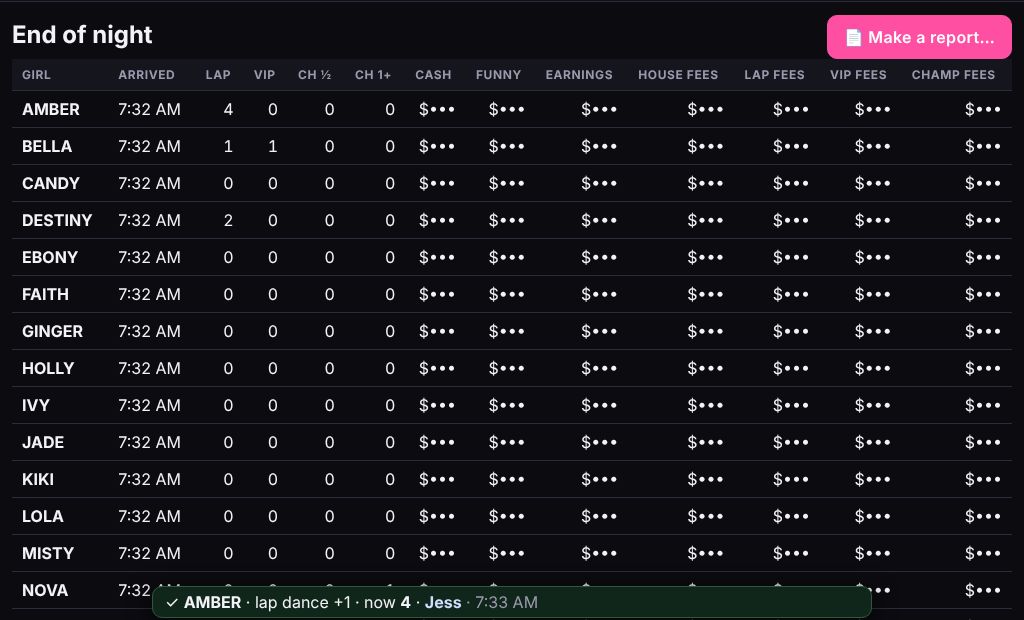 End of night
📄 Make a report...
GIRL ARRIVED LAP VIP CH ½ CH 1+ CASH FUNNY EARNINGS HOUSE FEES LAP FEES VIP FEES CHAMP FEES
AMBER 7:32 AM 4 0 0 0 $••• $••• $••• $••• $••• $••• $•••
BELLA 7:32 AM 1 1 0 0 $••• $••• $••• $••• $••• $••• $•••
CANDY 7:32 AM 0 0 0 0 $••• $••• $••• $••• $••• $••• $•••
DESTINY 7:32 AM 2 0 0 0 $••• $••• $••• $••• $••• $••• $•••
EBONY 7:32 AM 0 0 0 0 $••• $••• $••• $••• $••• $••• $•••
FAITH 7:32 AM 0 0 0 0 $••• $••• $••• $••• $••• $••• $•••
GINGER 7:32 AM 0 0 0 0 $••• $••• $••• $••• $••• $••• $•••
HOLLY 7:32 AM 0 0 0 0 $••• $••• $••• $••• $••• $••• $•••
IVY 7:32 AM 0 0 0 0 $••• $••• $••• $••• $••• $••• $•••
JADE 7:32 AM 0 0 0 0 $••• $••• $••• $••• $••• $••• $•••
KIKI 7:32 AM 0 0 0 0 $••• $••• $••• $••• $••• $••• $•••
LOLA 7:32 AM 0 0 0 0 $••• $••• $••• $••• $••• $••• $•••
MISTY 7:32 AM 0 0 0 0 $••• $••• $••• $••• $••• $••• $•••
NOVA 7:32 $•••
✓ AMBER · lap dance +1 · now 4 · Jess · 7:33 AM